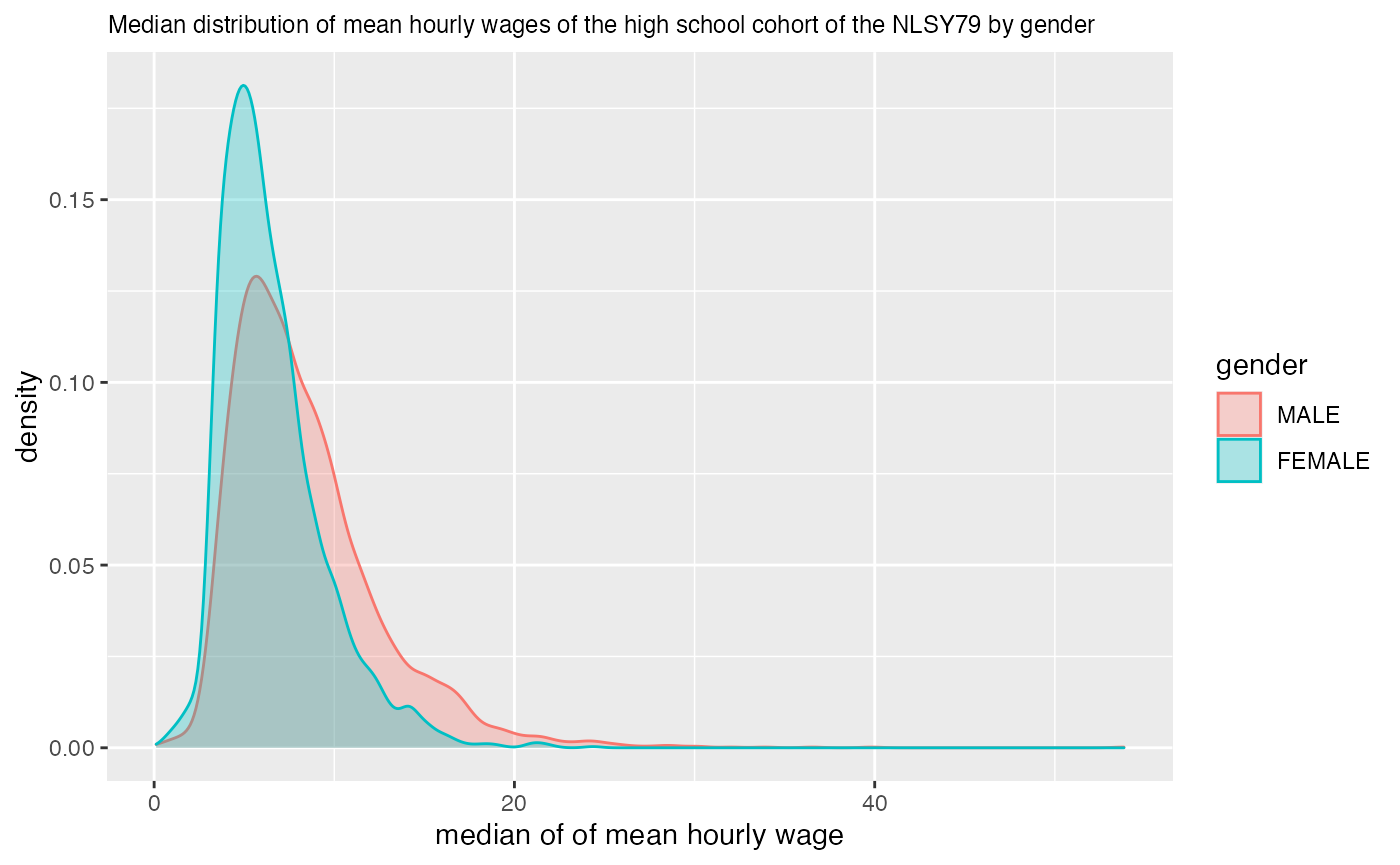 Median distribution of mean hourly wages of the high school cohort of the NLSY79 by gender
0.15
0.10
0.05
0.00
density
0
20
40
median of of mean hourly wage
gender
MALE
FEMALE